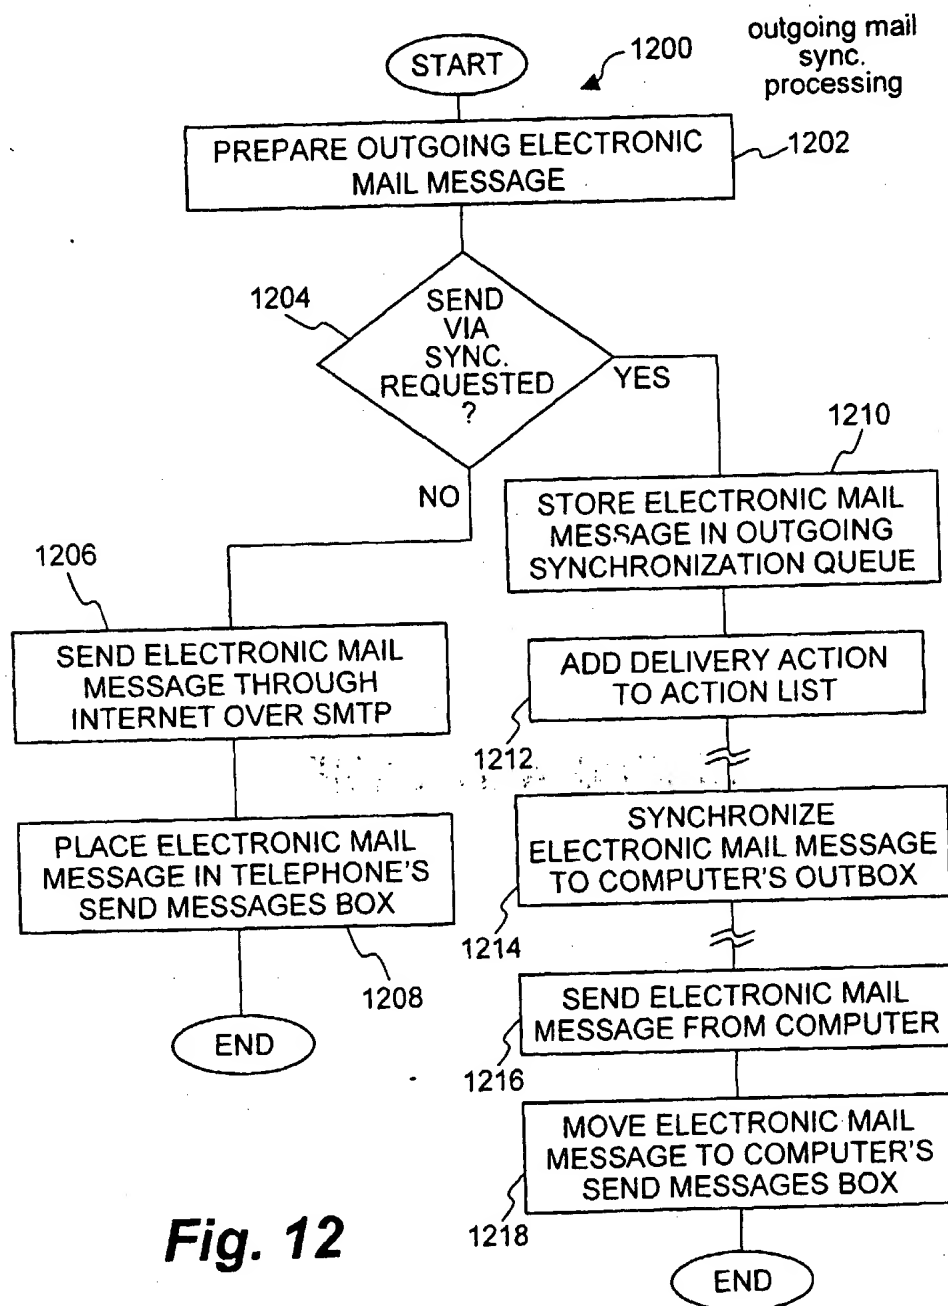 outgoing mail
sync.
processing
START
1200
PREPARE OUTGOING ELECTRONIC
MAIL MESSAGE
1202
1204
SEND
VIA
SYNC.
REQUESTED
?
YES
NO
1206
SEND ELECTRONIC MAIL
MESSAGE THROUGH
INTERNET OVER SMTP
PLACE ELECTRONIC MAIL
MESSAGE IN TELEPHONE'S
SEND MESSAGES BOX
1208
END
1210
STORE ELECTRONIC MAIL
MESSAGE IN OUTGOING
SYNCHRONIZATION QUEUE
ADD DELIVERY ACTION
TO ACTION LIST
1212
SYNCHRONIZE
ELECTRONIC MAIL MESSAGE
TO COMPUTER'S OUTBOX
1214
SEND ELECTRONIC MAIL
MESSAGE FROM COMPUTER
1216
MOVE ELECTRONIC MAIL
MESSAGE TO COMPUTER'S
SEND MESSAGES BOX
1218
END
Fig. 12